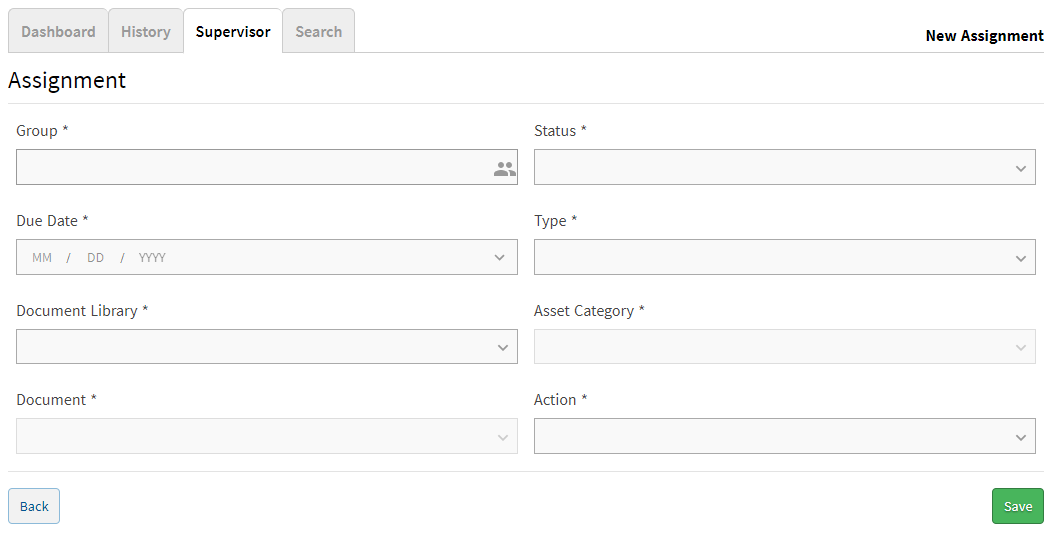 Dashboard History Supervisor Search
New Assignment
Assignment
Group * Status *
Due Date * Type *
MM / DD / YYYY
Document Library * Asset Category *
Document * Action *
Back Save